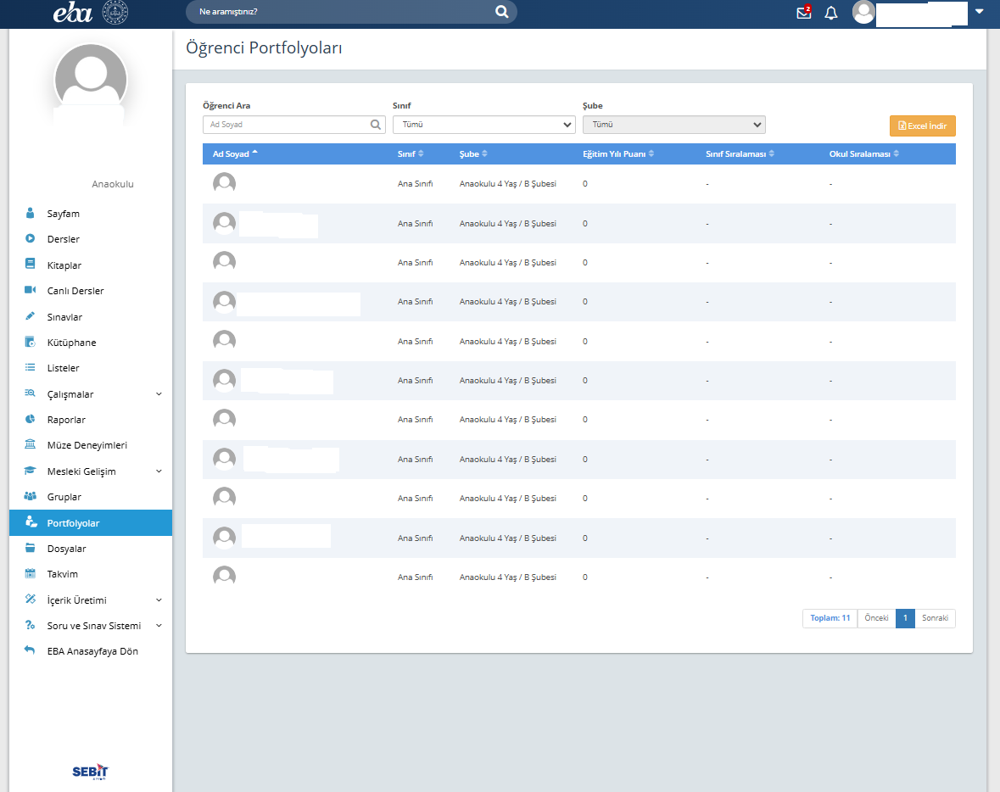 eba
Ne aramıştınız?
2
Öğrenci Portfolyoları
Anaokulu
Sayfam
Dersler
Kitaplar
Canlı Dersler
Sınavlar
Kütüphane
Listeler
Çalışmalar
Raporlar
Müze Deneyimleri
Mesleki Gelişim
Gruplar
Portfolyolar
Dosyalar
Takvim
İçerik Üretimi
Soru ve Sınav Sistemi
EBA Anasayfaya Dön
SEBİT
Öğrenci Ara Sınıf Şube
Ad Soyad Tümü Tümü Excel İndir
Ad Soyad Sınıf Şube Eğitim Yılı Puanı Sınıf Sıralaması Okul Sıralaması
Ana Sınıfı Anaokulu 4 Yaş / B Şubesi 0 - -
Ana Sınıfı Anaokulu 4 Yaş / B Şubesi 0 - -
Ana Sınıfı Anaokulu 4 Yaş / B Şubesi 0 - -
Ana Sınıfı Anaokulu 4 Yaş / B Şubesi 0 - -
Ana Sınıfı Anaokulu 4 Yaş / B Şubesi 0 - -
Ana Sınıfı Anaokulu 4 Yaş / B Şubesi 0 - -
Ana Sınıfı Anaokulu 4 Yaş / B Şubesi 0 - -
Ana Sınıfı Anaokulu 4 Yaş / B Şubesi 0 - -
Ana Sınıfı Anaokulu 4 Yaş / B Şubesi 0 - -
Ana Sınıfı Anaokulu 4 Yaş / B Şubesi 0 - -
Ana Sınıfı Anaokulu 4 Yaş / B Şubesi 0 - -
Toplam: 11 Önceki 1 Sonraki